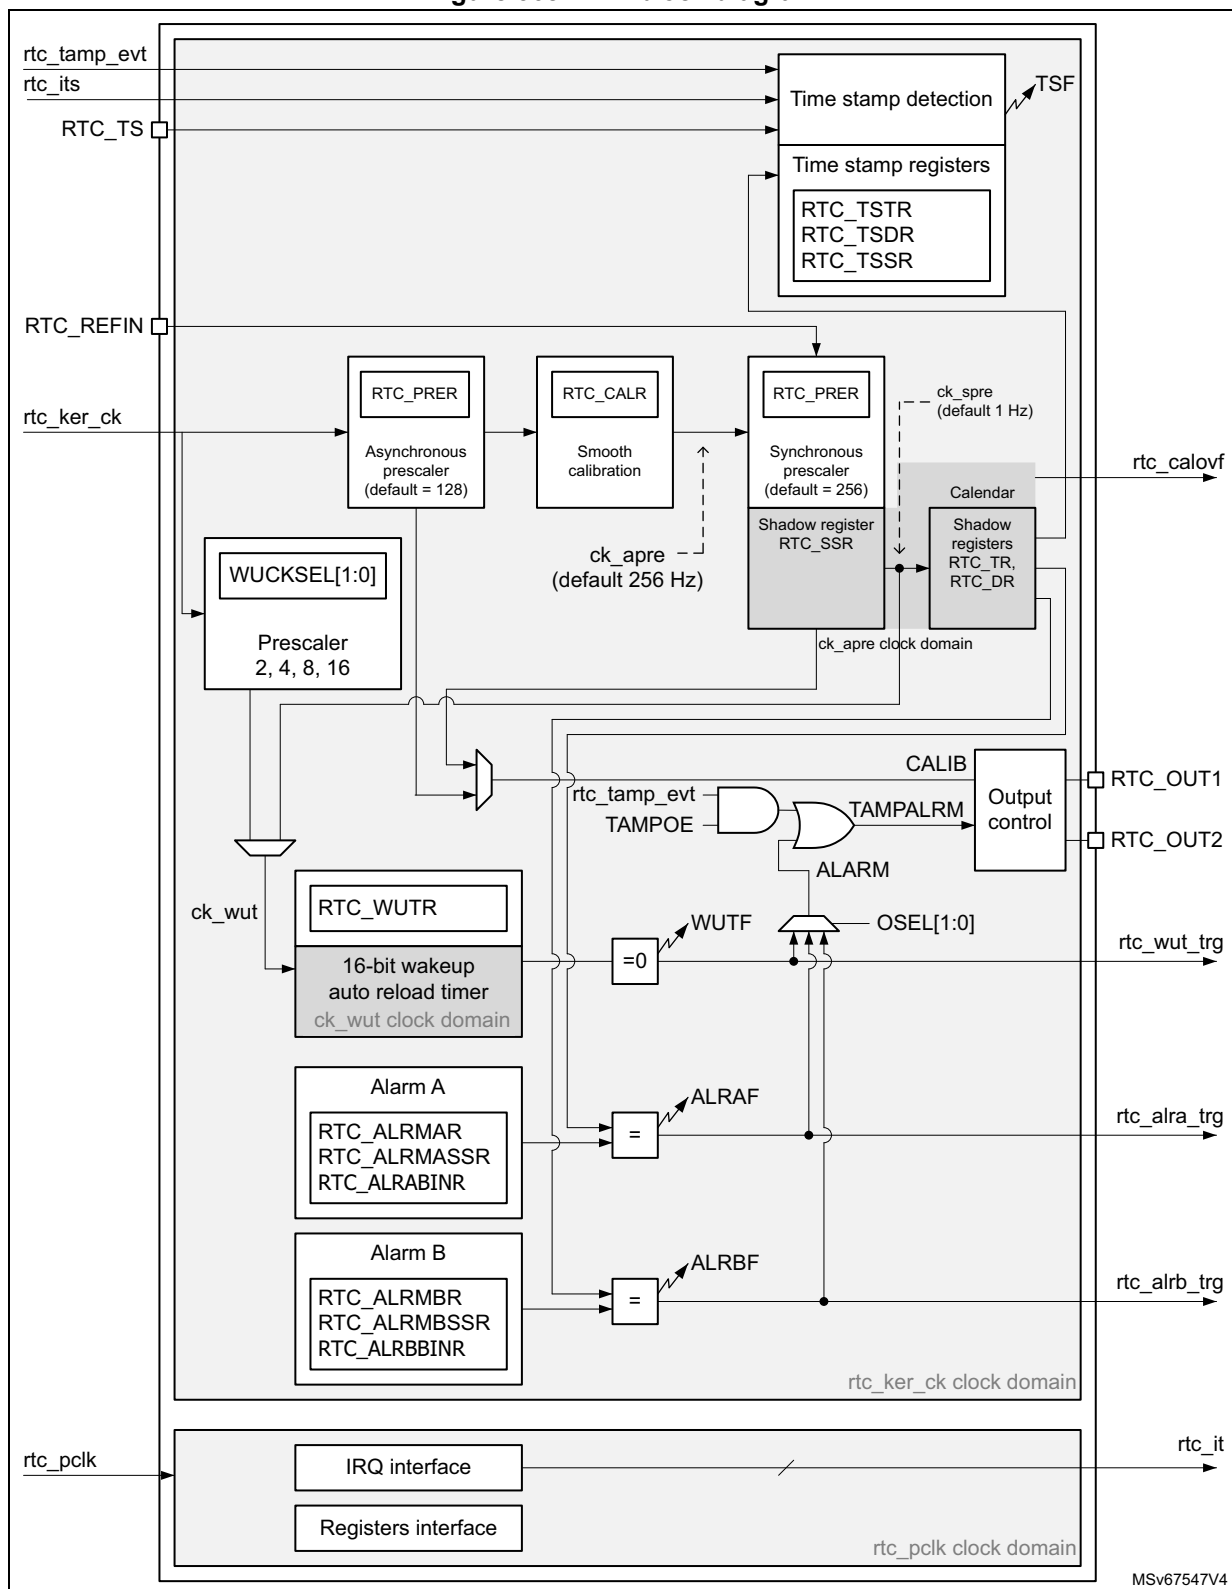 rtc_tamp_evt
rtc_its
RTC_TS
Time stamp detection
TSF
Time stamp registers
RTC_TSTR
RTC_TSDR
RTC_TSSR
RTC_REFIN
rtc_ker_ck
RTC_PRER
Asynchronous
prescaler
(default = 128)
RTC_CALR
Smooth
calibration
RTC_PRER
Synchronous
prescaler
(default = 256)
ck_spre
(default 1 Hz)
rtc_calovf
Calendar
Shadow register
RTC_SSR
Shadow
registers
RTC_TR,
RTC_DR
ck_apre
(default 256 Hz)
ck_apre clock domain
WUCKSEL[1:0]
Prescaler
2, 4, 8, 16
CALIB
rtc_tamp_evt
TAMPOE
TAMPALRM
Output
control
RTC_OUT1
RTC_OUT2
ALARM
OSEL[1:0]
ck_wut
RTC_WUTR
16-bit wakeup
auto reload timer
ck_wut clock domain
=0
WUTF
rtc_wut_trg
Alarm A
RTC_ALRMAR
RTC_ALRMASSR
RTC_ALRABINR
=
ALRAF
rtc_alra_trg
Alarm B
RTC_ALRMBR
RTC_ALRMBSSR
RTC_ALRBBINR
=
ALRBF
rtc_alrb_trg
rtc_ker_ck clock domain
rtc_pclk
IRQ interface
rtc_it
Registers interface
rtc_pclk clock domain
MSv67547V4